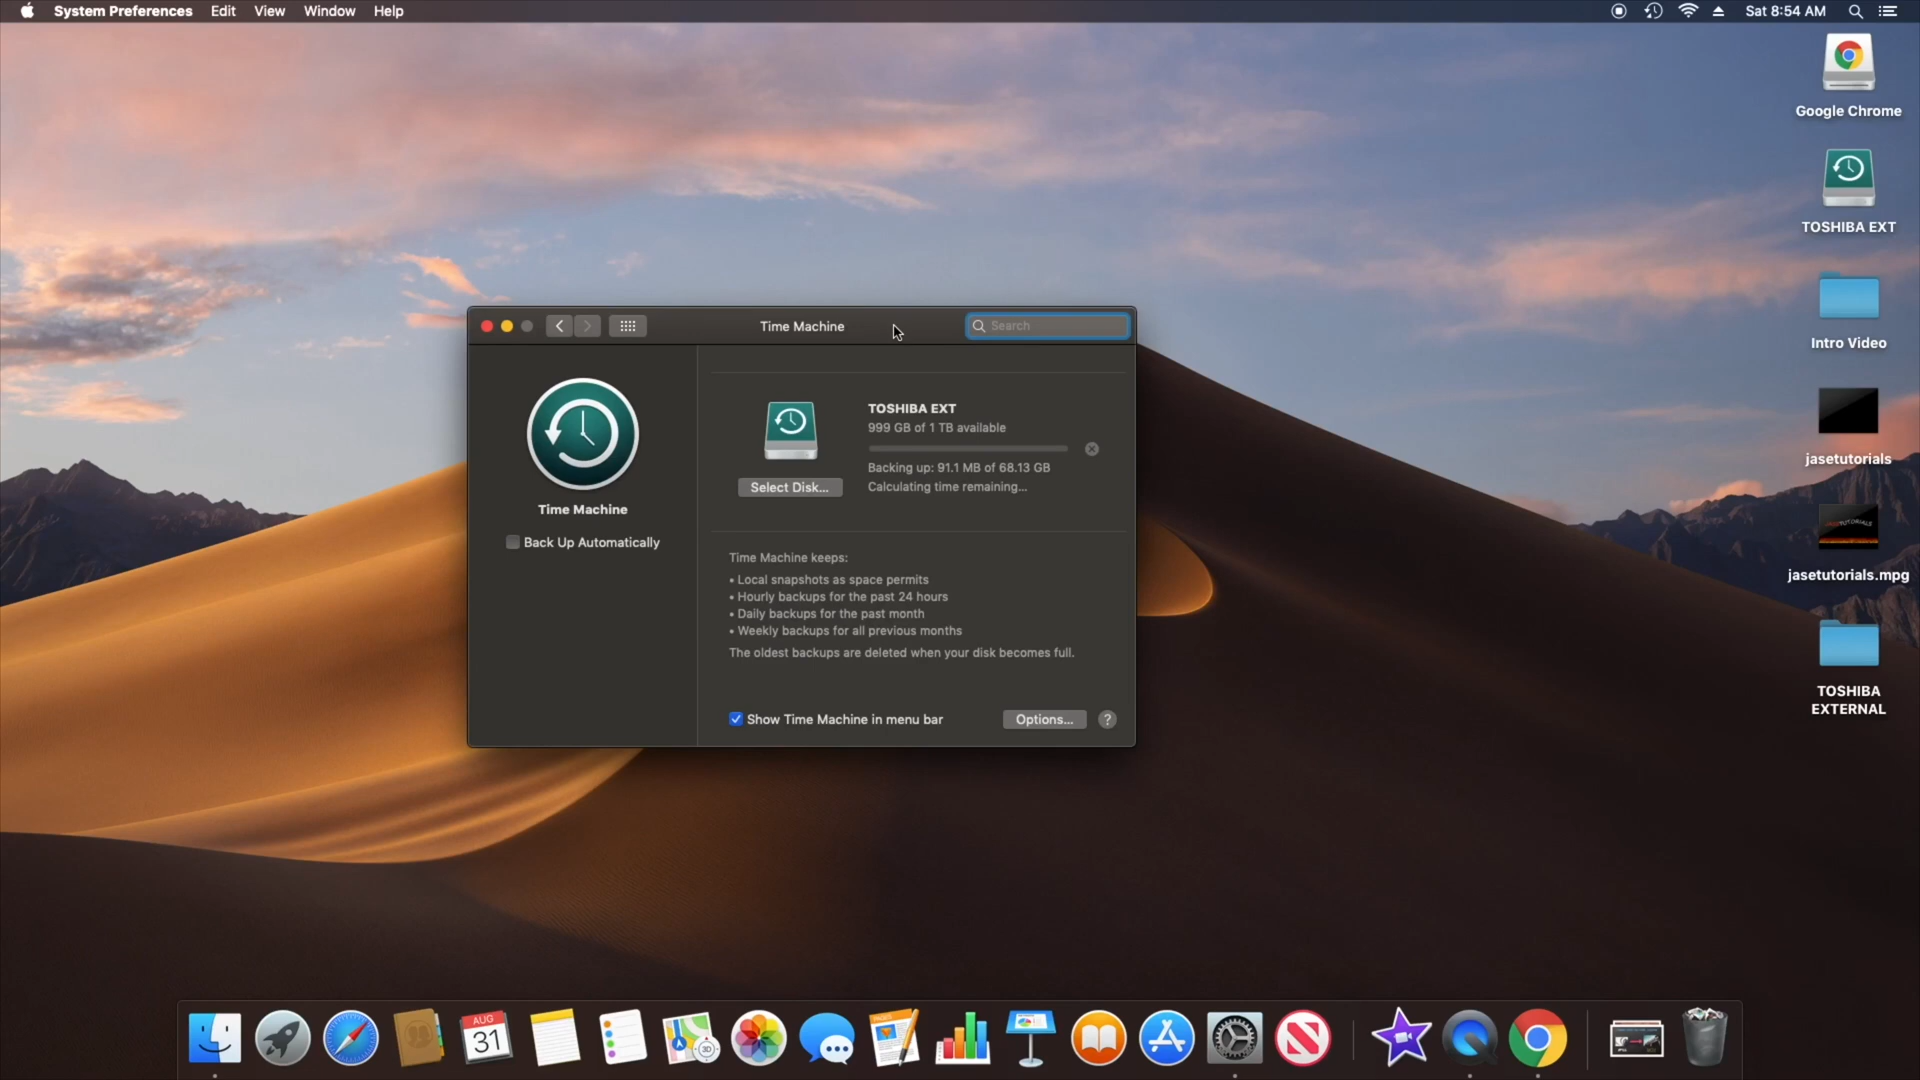 System Preferences Edit View Window Help
Sat 8:54 AM
Google Chrome
TOSHIBA EXT
Intro Video
jasetutorials
JASETUTORIALS
jasetutorials.mpg
TOSHIBA
EXTERNAL
Time Machine
Search
Time Machine
Back Up Automatically
TOSHIBA EXT
999 GB of 1 TB available
Backing up: 91.1 MB of 68.13 GB
Calculating time remaining...
Select Disk...
Time Machine keeps:
• Local snapshots as space permits
• Hourly backups for the past 24 hours
• Daily backups for the past month
• Weekly backups for all previous months
The oldest backups are deleted when your disk becomes full.
Show Time Machine in menu bar
Options...
?
AUG
31
3D
PAGES